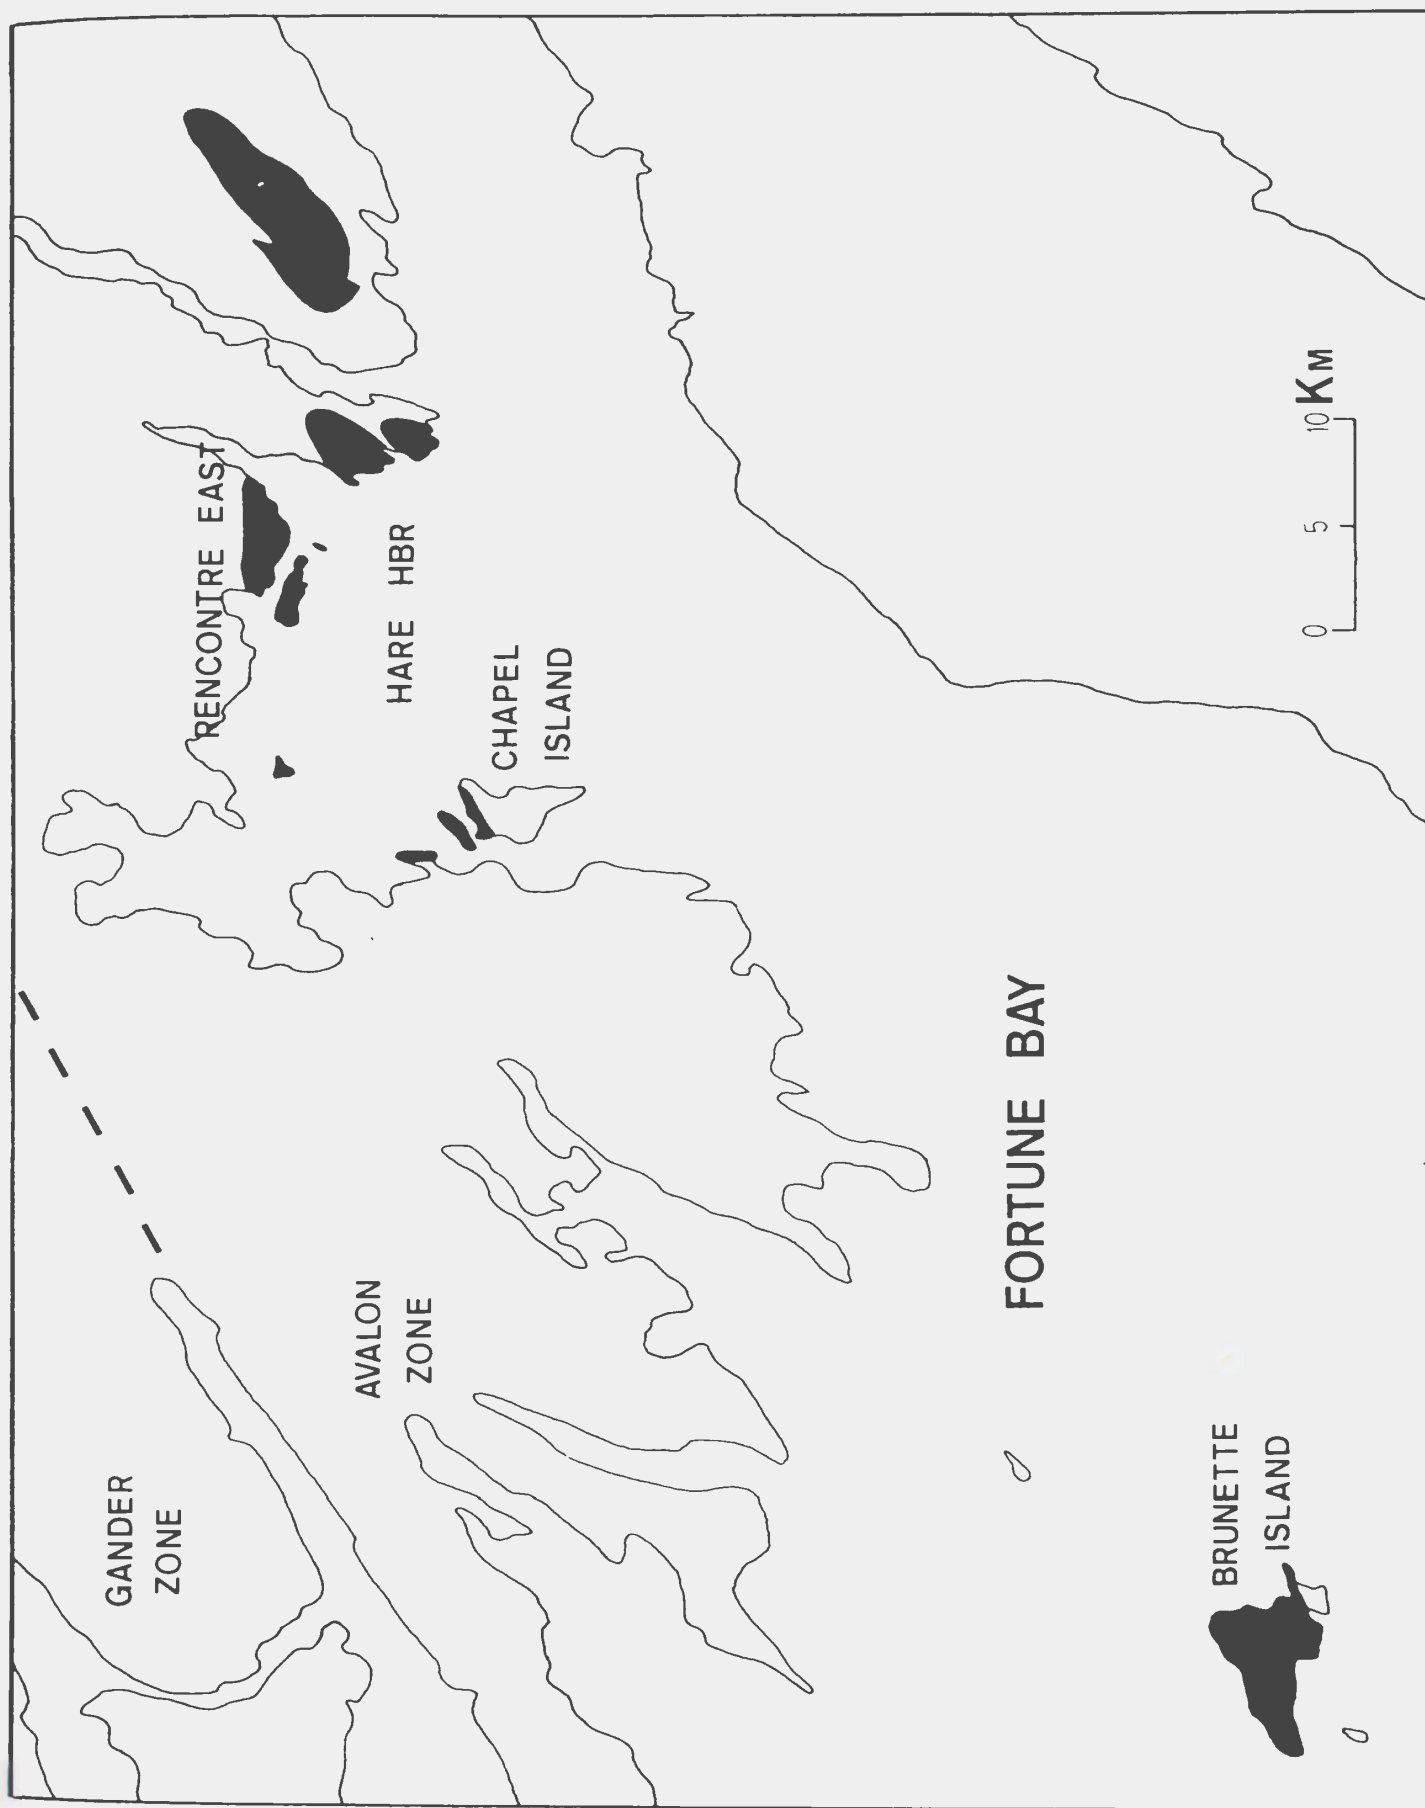 GANDER
ZONE
AVALON
ZONE
RENCONTRE EAST
HARE HBR
CHAPEL
ISLAND
FORTUNE BAY
BRUNETTE
ISLAND
0 5 10 KM